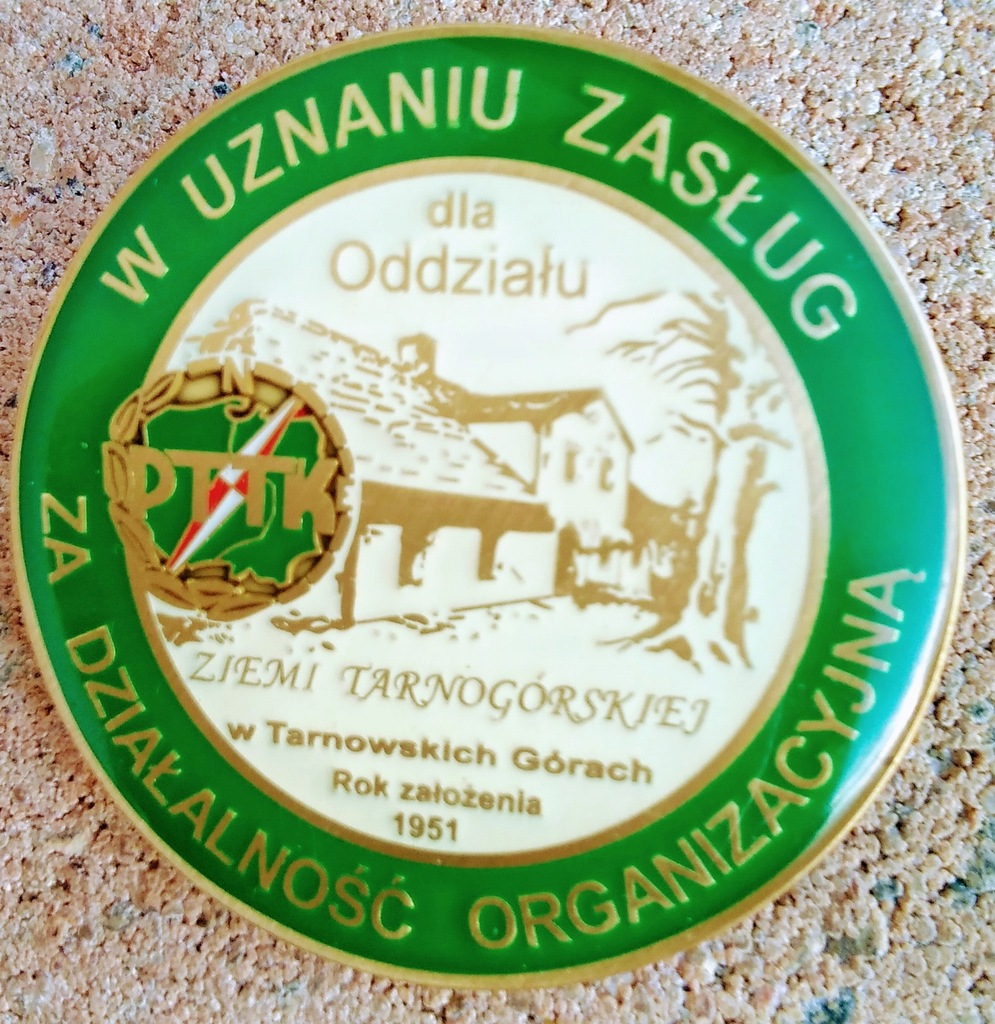 W UZNANIU ZASŁUG
dla
Oddziału
N
PTTK
ZIEMI TARNOGÓRSKIEJ
w Tarnowskich Górach
Rok założenia
1951
ZA DZIAŁALNOŚĆ ORGANIZACYJNĄ